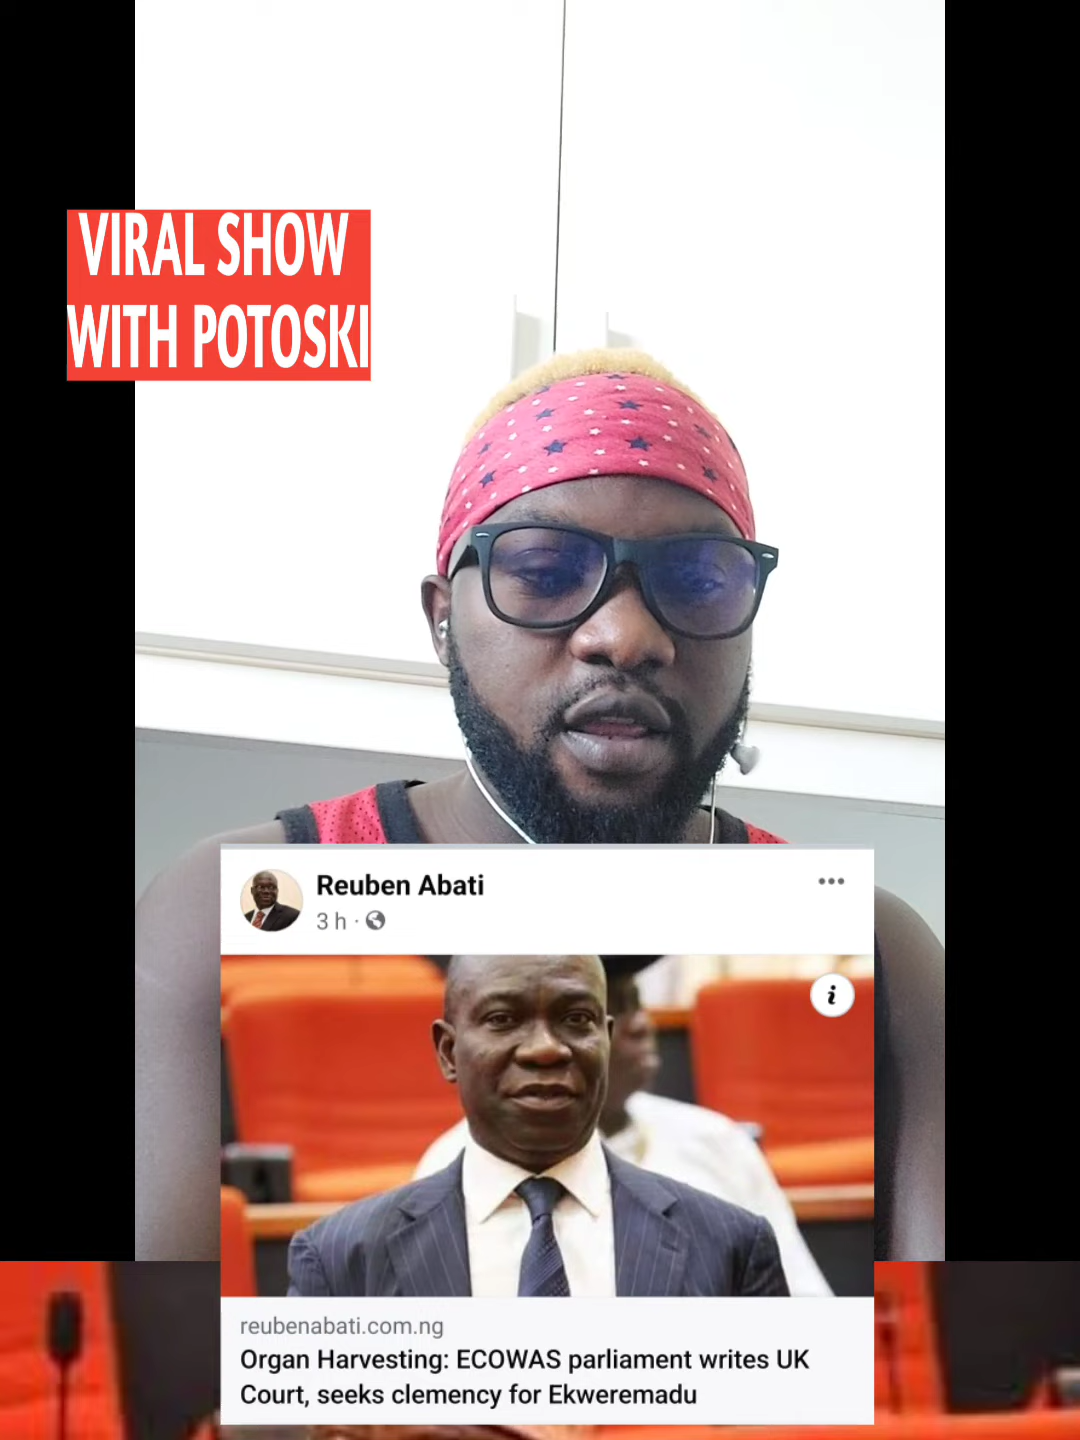 VIRAL SHOW
WITH POTOSKI
Reuben Abati
3 h ·
reubenabati.com.ng
Organ Harvesting: ECOWAS parliament writes UK
Court, seeks clemency for Ekweremadu